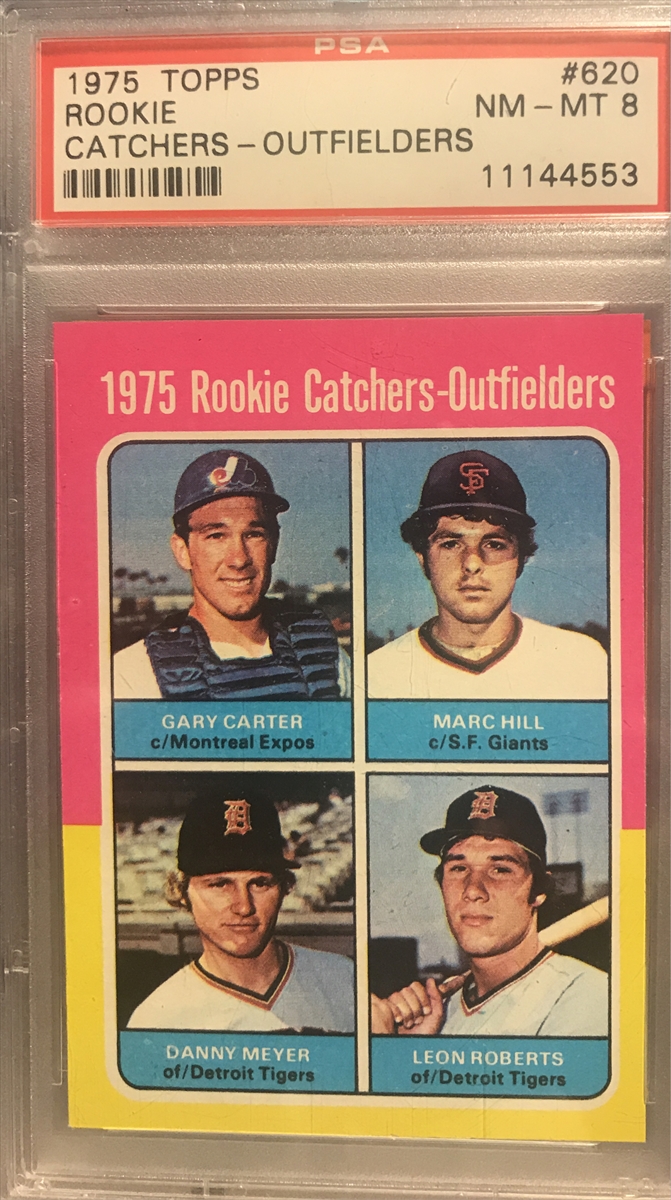 PSA
1975 TOPPS #620
ROOKIE NM-MT 8
CATCHERS-OUTFIELDERS
11144553
1975 Rookie Catchers-Outfielders
GARY CARTER
c/Montreal Expos
MARC HILL
c/S.F. Giants
DANNY MEYER
of/Detroit Tigers
LEON ROBERTS
of/Detroit Tigers